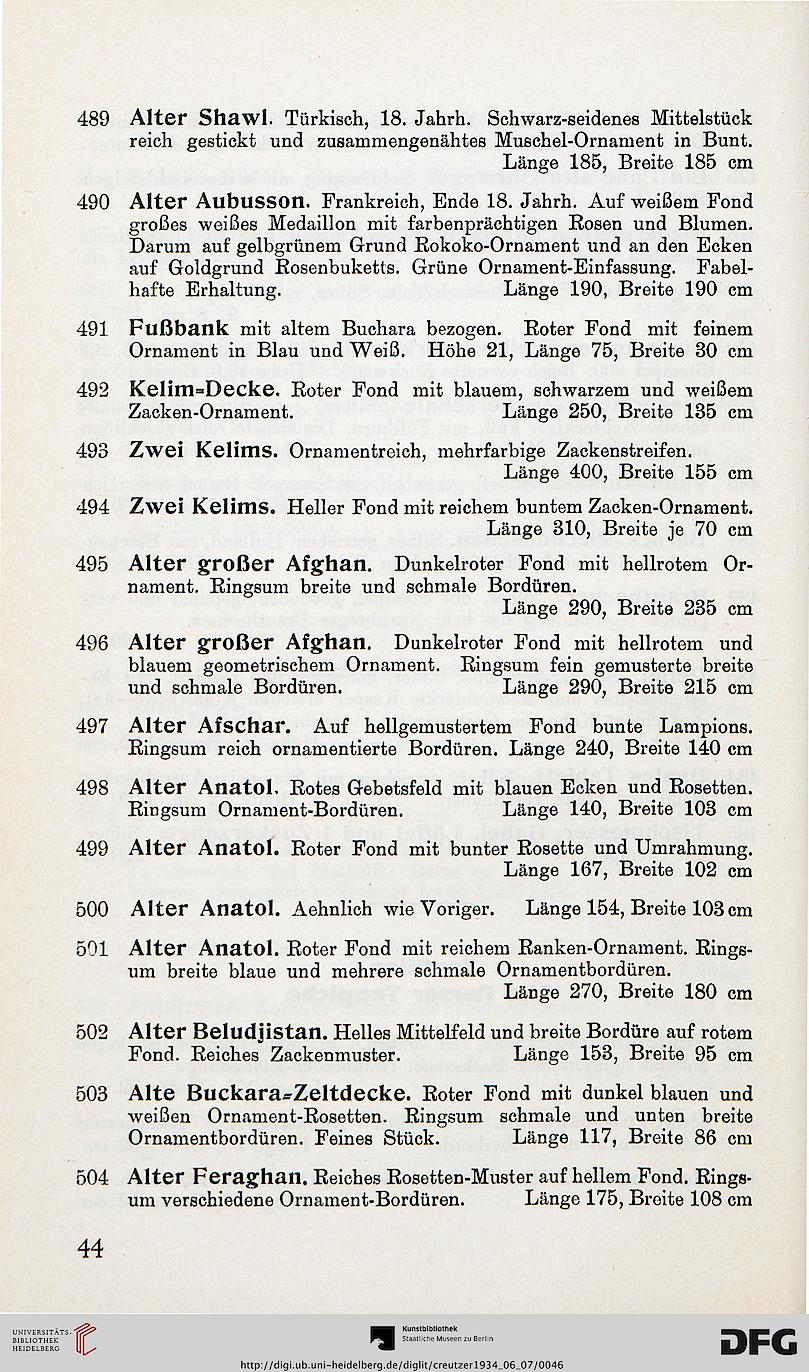 489 Alter Shawl. Türkisch, 18. Jahrh. Schwarz-seidenes Mittelstück
reich gestickt und zusammengenähtes Muschel-Ornament in Bunt.
Länge 185, Breite 185 cm
490 Alter Aubusson. Frankreich, Ende 18. Jahrh. Auf weißem Fond
großes weißes Medaillon mit farbenprächtigen Rosen und Blumen.
Darum auf gelbgrünem Grund Rokoko-Ornament und an den Ecken
auf Goldgrund Rosenbuketts. Grüne Ornament-Einfassung. Fabel-
hafte Erhaltung. Länge 190, Breite 190 cm
491 Fußbank mit altem Buchara bezogen. Roter Fond mit feinem
Ornament in Blau und Weiß. Höhe 21, Länge 75, Breite 30 cm
492 Kelim=Decke. Roter Fond mit blauem, schwarzem und weißem
Zacken-Ornament. Länge 250, Breite 135 cm
493 Zwei Kelims. Ornamentreich, mehrfarbige Zackenstreifen.
Länge 400, Breite 155 cm
494 Zwei Kelims. Heller Fond mit reichem buntem Zacken-Ornament.
Länge 310, Breite je 70 cm
495 Alter großer Afghan. Dunkelroter Fond mit hellrotem Or-
nament. Ringsum breite und schmale Bordüren.
Länge 290, Breite 235 cm
496 Alter großer Afghan. Dunkelroter Fond mit hellrotem und
blauem geometrischem Ornament. Ringsum fein gemusterte breite
und schmale Bordüren. Länge 290, Breite 215 cm
497 Alter Afschar. Auf hellgemustertem Fond bunte Lampions.
Ringsum reich ornamentierte Bordüren. Länge 240, Breite 140 cm
498 Alter Anatol. Rotes Gebetsfeld mit blauen Ecken und Rosetten.
Ringsum Ornament-Bordüren. Länge 140, Breite 103 cm
499 Alter Anatol. Roter Fond mit bunter Rosette und Umrahmung.
Länge 167, Breite 102 cm
500 Alter Anatol. Aehnlich wie Voriger. Länge 154, Breite 103 cm
501 Alter Anatol. Roter Fond mit reichem Ranken-Ornament. Rings-
um breite blaue und mehrere schmale Ornamentbordüren.
Länge 270, Breite 180 cm
502 Alter Beludjistan. Helles Mittelfeld und breite Bordüre auf rotem
Fond. Reiches Zackenmuster. Länge 153, Breite 95 cm
503 Alte Buckara=Zeltdecke. Roter Fond mit dunkel blauen und
weißen Ornament-Rosetten. Ringsum schmale und unten breite
Ornamentbordüren. Feines Stück. Länge 117, Breite 86 cm
504 Alter Feraghan. Reiches Rosetten-Muster auf hellem Fond. Rings-
um verschiedene Ornament-Bordüren. Länge 175, Breite 108 cm
44
UNIVERSITÄTS-
BIBLIOTHEK
HEIDELBERG
Kunstbibliothek
Staatliche Museen zu Berlin
DFG
http://digi.ub.uni-heidelberg.de/diglit/creutzer1934_06_07/0046